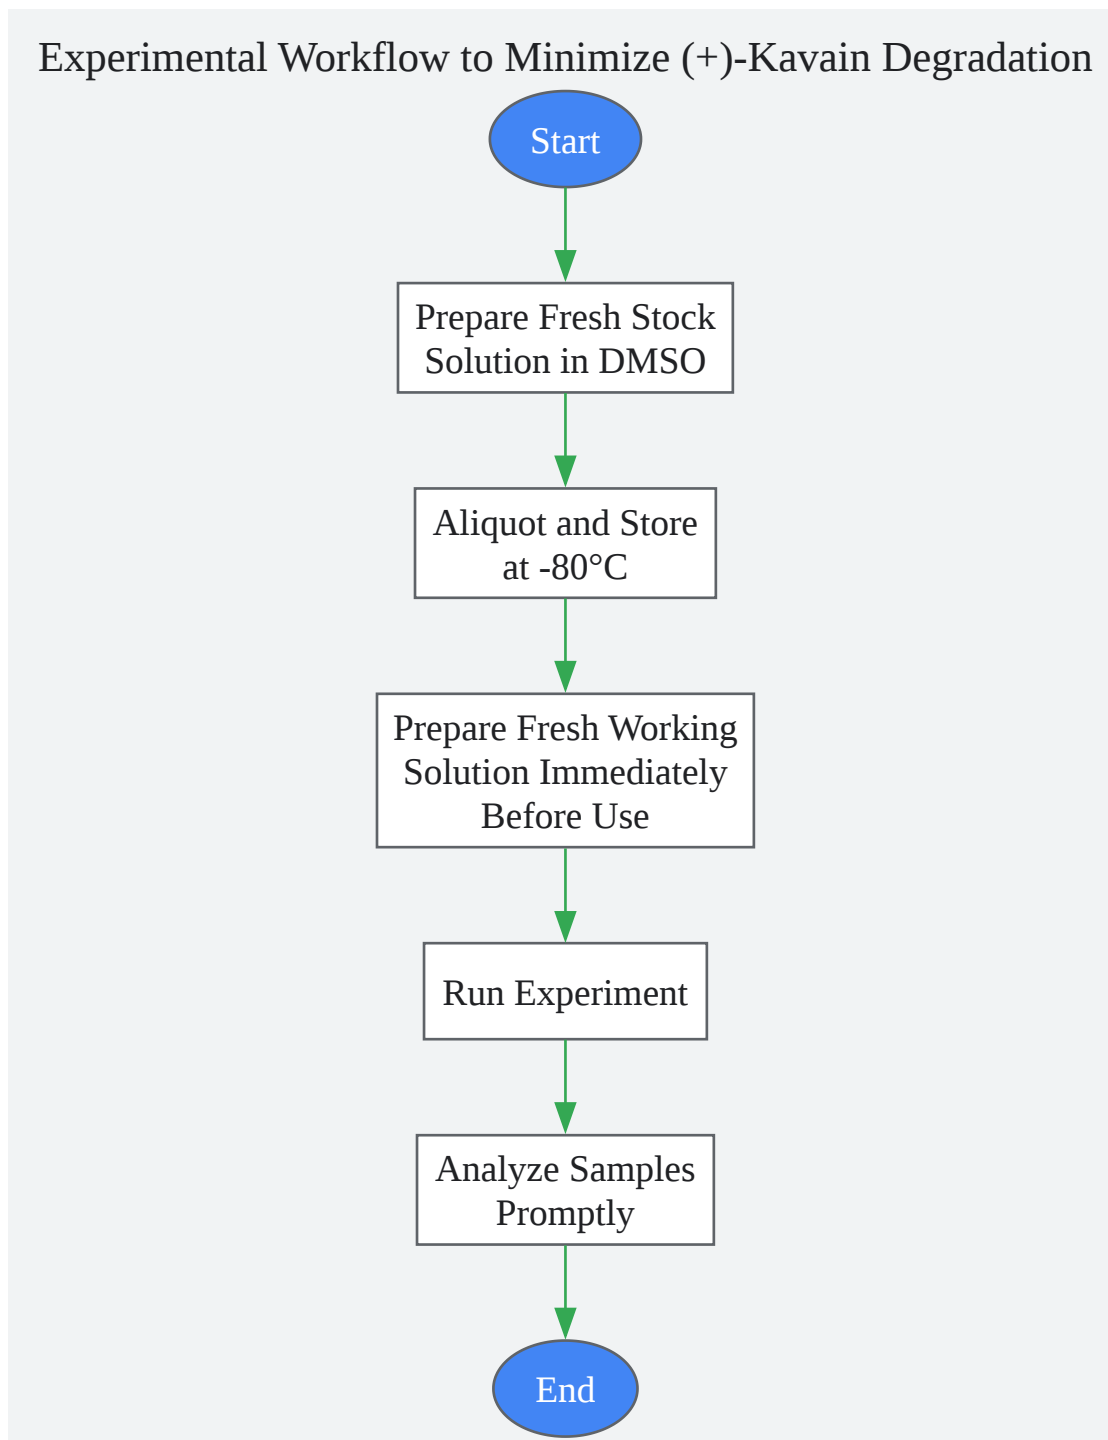 Experimental Workflow to Minimize (+)-Kavain Degradation
Start
Prepare Fresh Stock
Solution in DMSO
Aliquot and Store
at -80°C
Prepare Fresh Working
Solution Immediately
Before Use
Run Experiment
Analyze Samples
Promptly
End